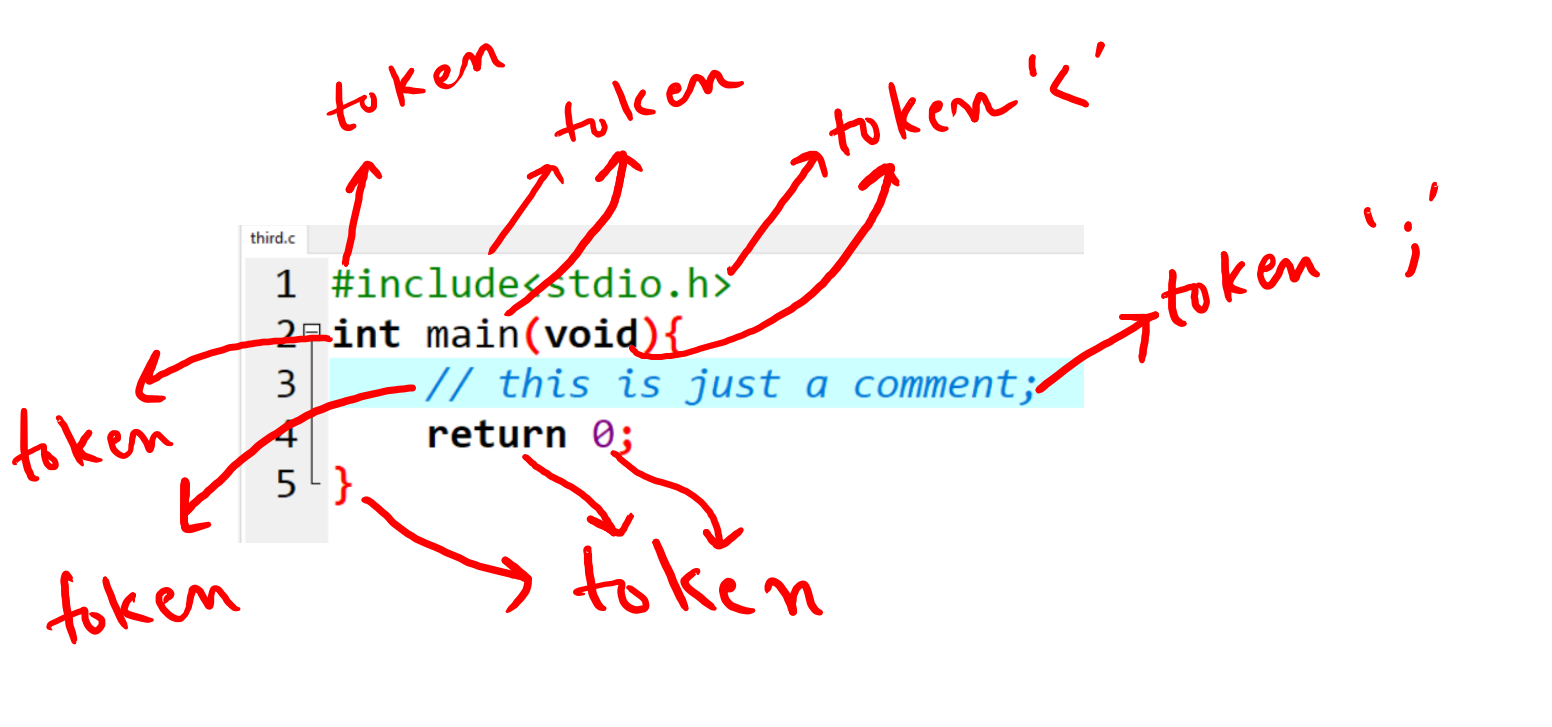 token
token
token '<'
token ';'
third.c
1 #include<stdio.h>
2 int main(void){
3 // this is just a comment;
4 return 0;
5 }
token
token
token